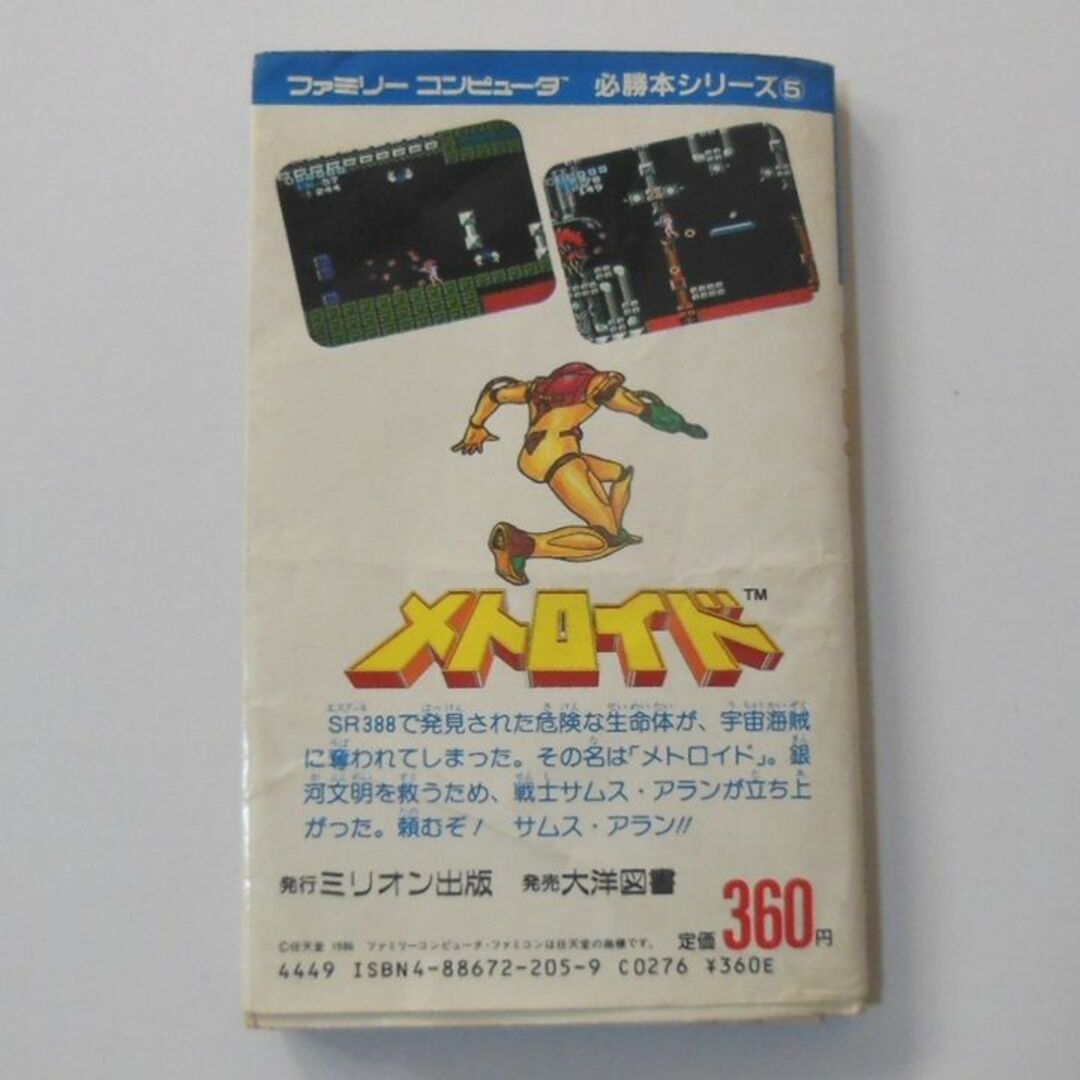 ファミリーコンピュータ™ 必勝本シリーズ⑤
メトロイド™
SR388で発見された危険な生命体が、宇宙海賊
に奪われてしまった。その名は「メトロイド」。銀
河文明を救うため、戦士サムス・アランが立ち上
がった。頼むぞ! サムス・アラン!!
発行 ミリオン出版 発売 大洋図書
定価 360円
©任天堂 1986 ファミリーコンピュータ・ファミコンは任天堂の商標です。
4449 ISBN4-88672-205-9 C0276 ¥360E